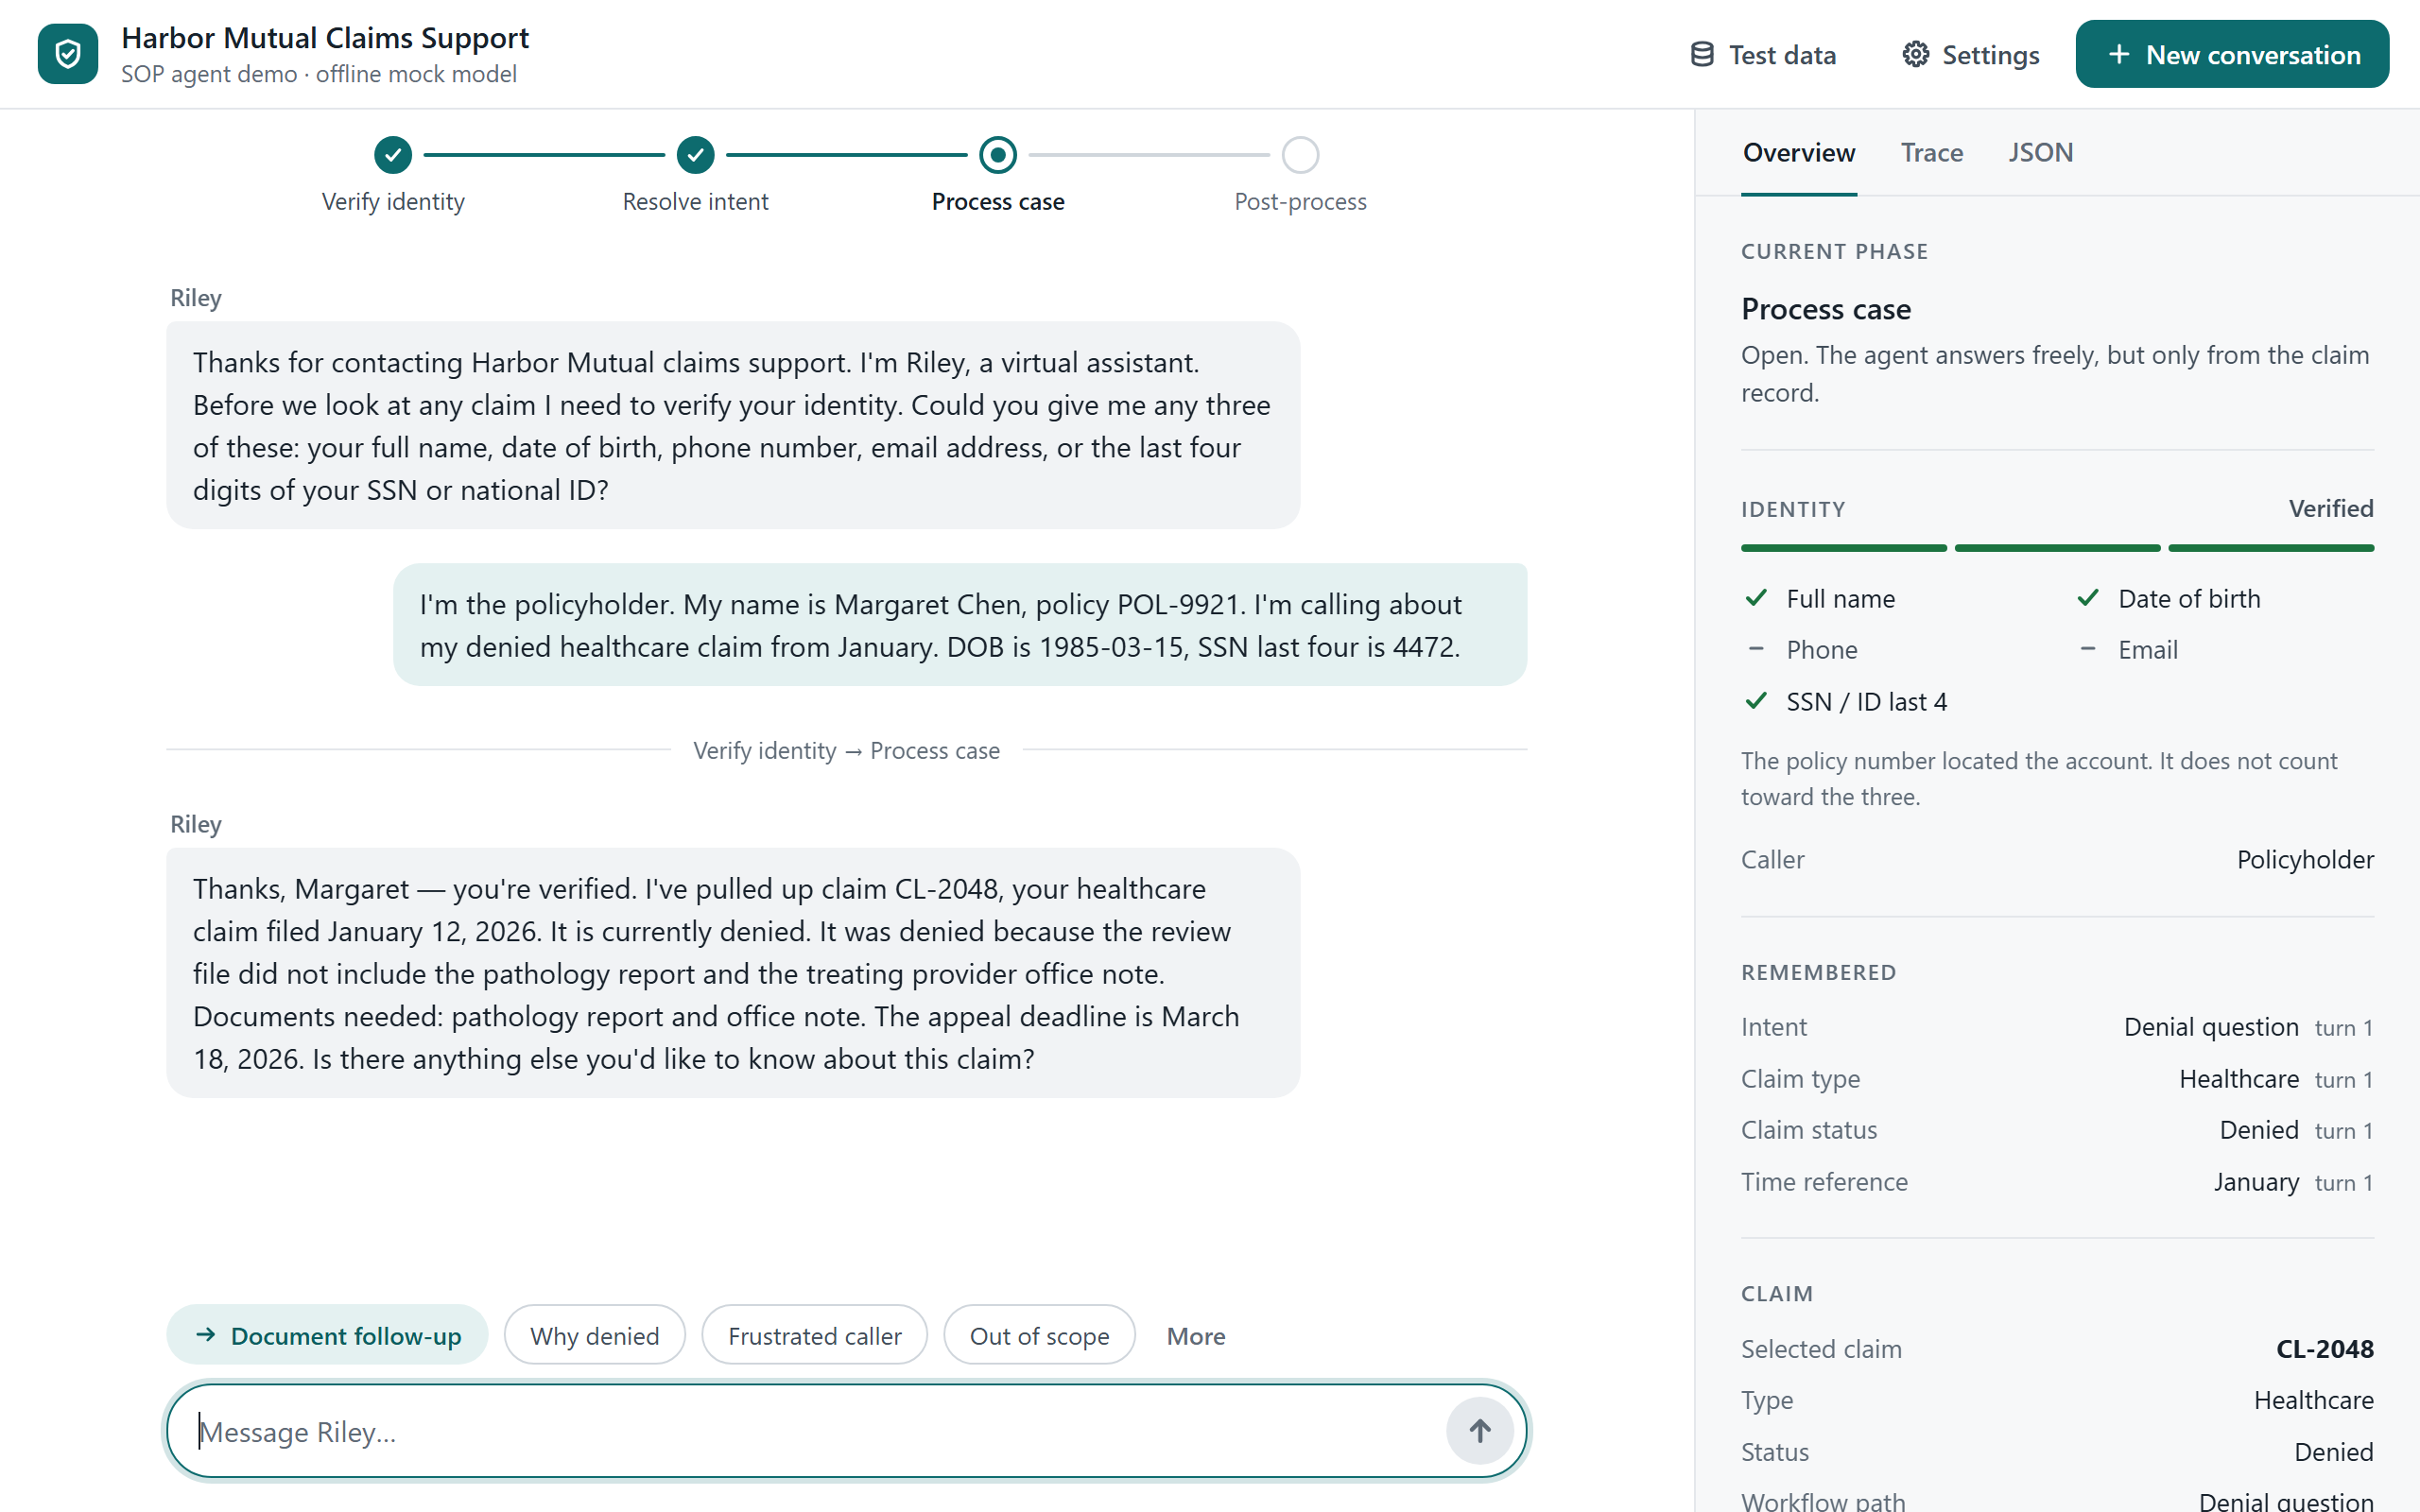 Harbor Mutual Claims Support
SOP agent demo · offline mock model
Test data
Settings
New conversation
Verify identity
Resolve intent
Process case
Post-process
Riley
Thanks for contacting Harbor Mutual claims support. I'm Riley, a virtual assistant.
Before we look at any claim I need to verify your identity. Could you give me any three
of these: your full name, date of birth, phone number, email address, or the last four
digits of your SSN or national ID?
I'm the policyholder. My name is Margaret Chen, policy POL-9921. I'm calling about
my denied healthcare claim from January. DOB is 1985-03-15, SSN last four is 4472.
Verify identity → Process case
Riley
Thanks, Margaret — you're verified. I've pulled up claim CL-2048, your healthcare
claim filed January 12, 2026. It is currently denied. It was denied because the review
file did not include the pathology report and the treating provider office note.
Documents needed: pathology report and office note. The appeal deadline is March
18, 2026. Is there anything else you'd like to know about this claim?
→ Document follow-up
Why denied
Frustrated caller
Out of scope
More
Message Riley...
Overview
Trace
JSON
CURRENT PHASE
Process case
Open. The agent answers freely, but only from the claim
record.
IDENTITY Verified
Full name
Date of birth
Phone
Email
SSN / ID last 4
The policy number located the account. It does not count
toward the three.
Caller Policyholder
REMEMBERED
Intent Denial question turn 1
Claim type Healthcare turn 1
Claim status Denied turn 1
Time reference January turn 1
CLAIM
Selected claim CL-2048
Type Healthcare
Status Denied
Workflow path Denial question